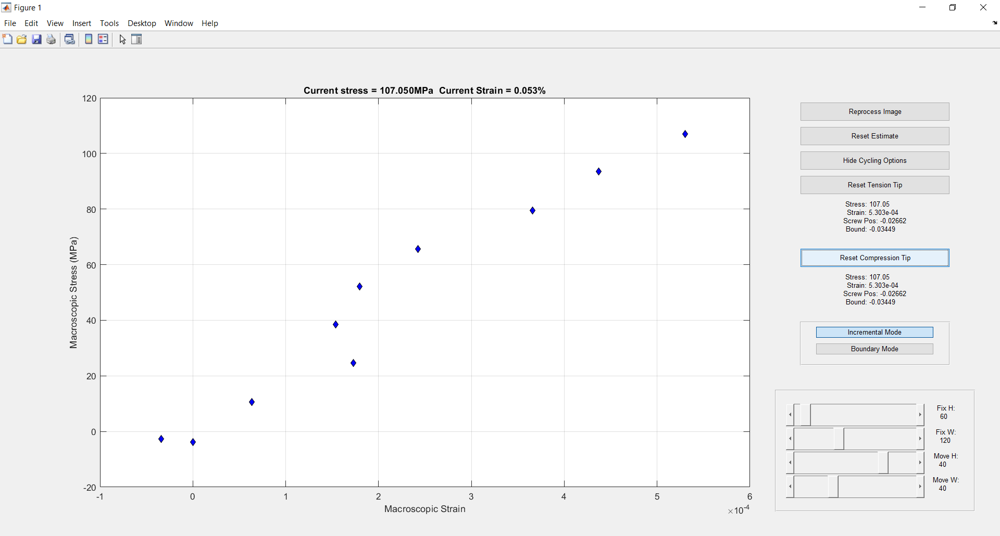 Figure 1
File Edit View Insert Tools Desktop Window Help
Current stress = 107.050MPa Current Strain = 0.053%
120
100
80
60
40
20
0
-20
Macroscopic Stress (MPa)
-1 0 1 2 3 4 5 6
Macroscopic Strain
×10-4
Reprocess Image
Reset Estimate
Hide Cycling Options
Reset Tension Tip
Stress: 107.05
Strain: 5.303e-04
Screw Pos: -0.02662
Bound: -0.03449
Reset Compression Tip
Stress: 107.05
Strain: 5.303e-04
Screw Pos: -0.02662
Bound: -0.03449
Incremental Mode
Boundary Mode
Fix H:
60
Fix W:
120
Move H:
40
Move W:
40